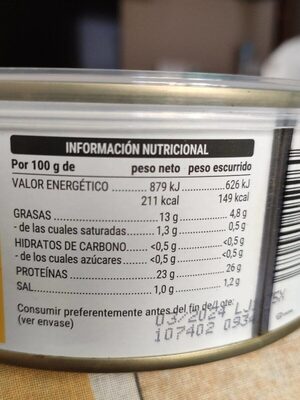 INFORMACIÓN NUTRICIONAL
Por 100 g de peso neto peso escurrido
VALOR ENERGÉTICO .......... 879 kJ ........... 626 kJ
211 kcal 149 kcal
GRASAS ........................... 13 g ............ 4,8 g
- de las cuales saturadas ..... 1,3 g ............ 0,5 g
HIDRATOS DE CARBONO ..... <0,5 g ........... <0,5 g
- de los cuales azúcares ..... <0,5 g ........... <0,5 g
PROTEÍNAS ....................... 23 g ............ 26 g
SAL ................................. 1,0 g ............ 1,2 g
Consumir preferentemente antes del fin de/Lote:
(ver envase)
03/2024
107402